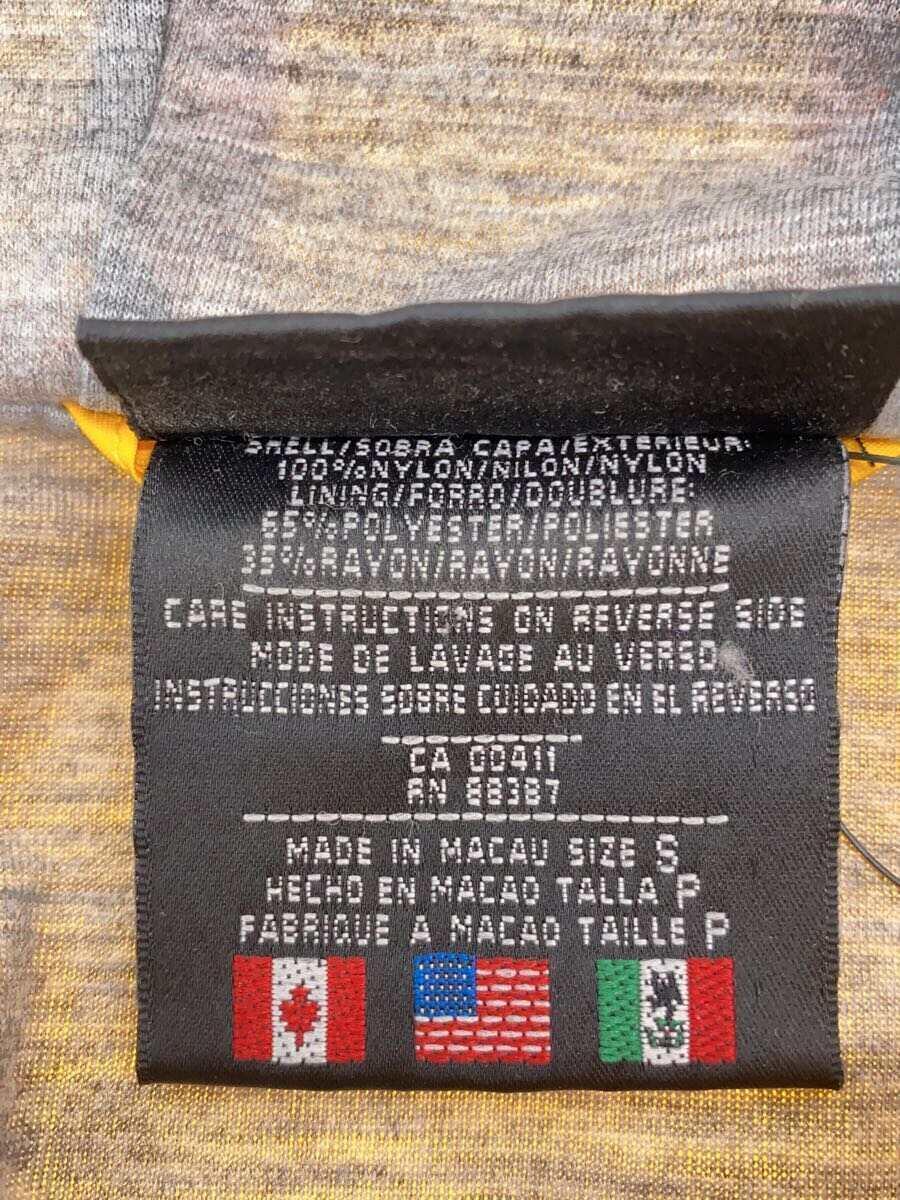 SHELL/SOBRA CAPA/EXTERIEUR:
100%NYLON/NILON/NYLON
LINING/FORRO/DOUBLURE:
65%POLYESTER/POLIESTER
35%RAYON/RAYON/RAYONNE
CARE INSTRUCTIONS ON REVERSE SIDE
MODE DE LAVAGE AU VERSO
INSTRUCCIONES SOBRE CUIDADO EN EL REVERSO
CA 00411
RN 88387
MADE IN MACAU SIZE S
HECHO EN MACAO TALLA P
FABRIQUE A MACAO TAILLE P